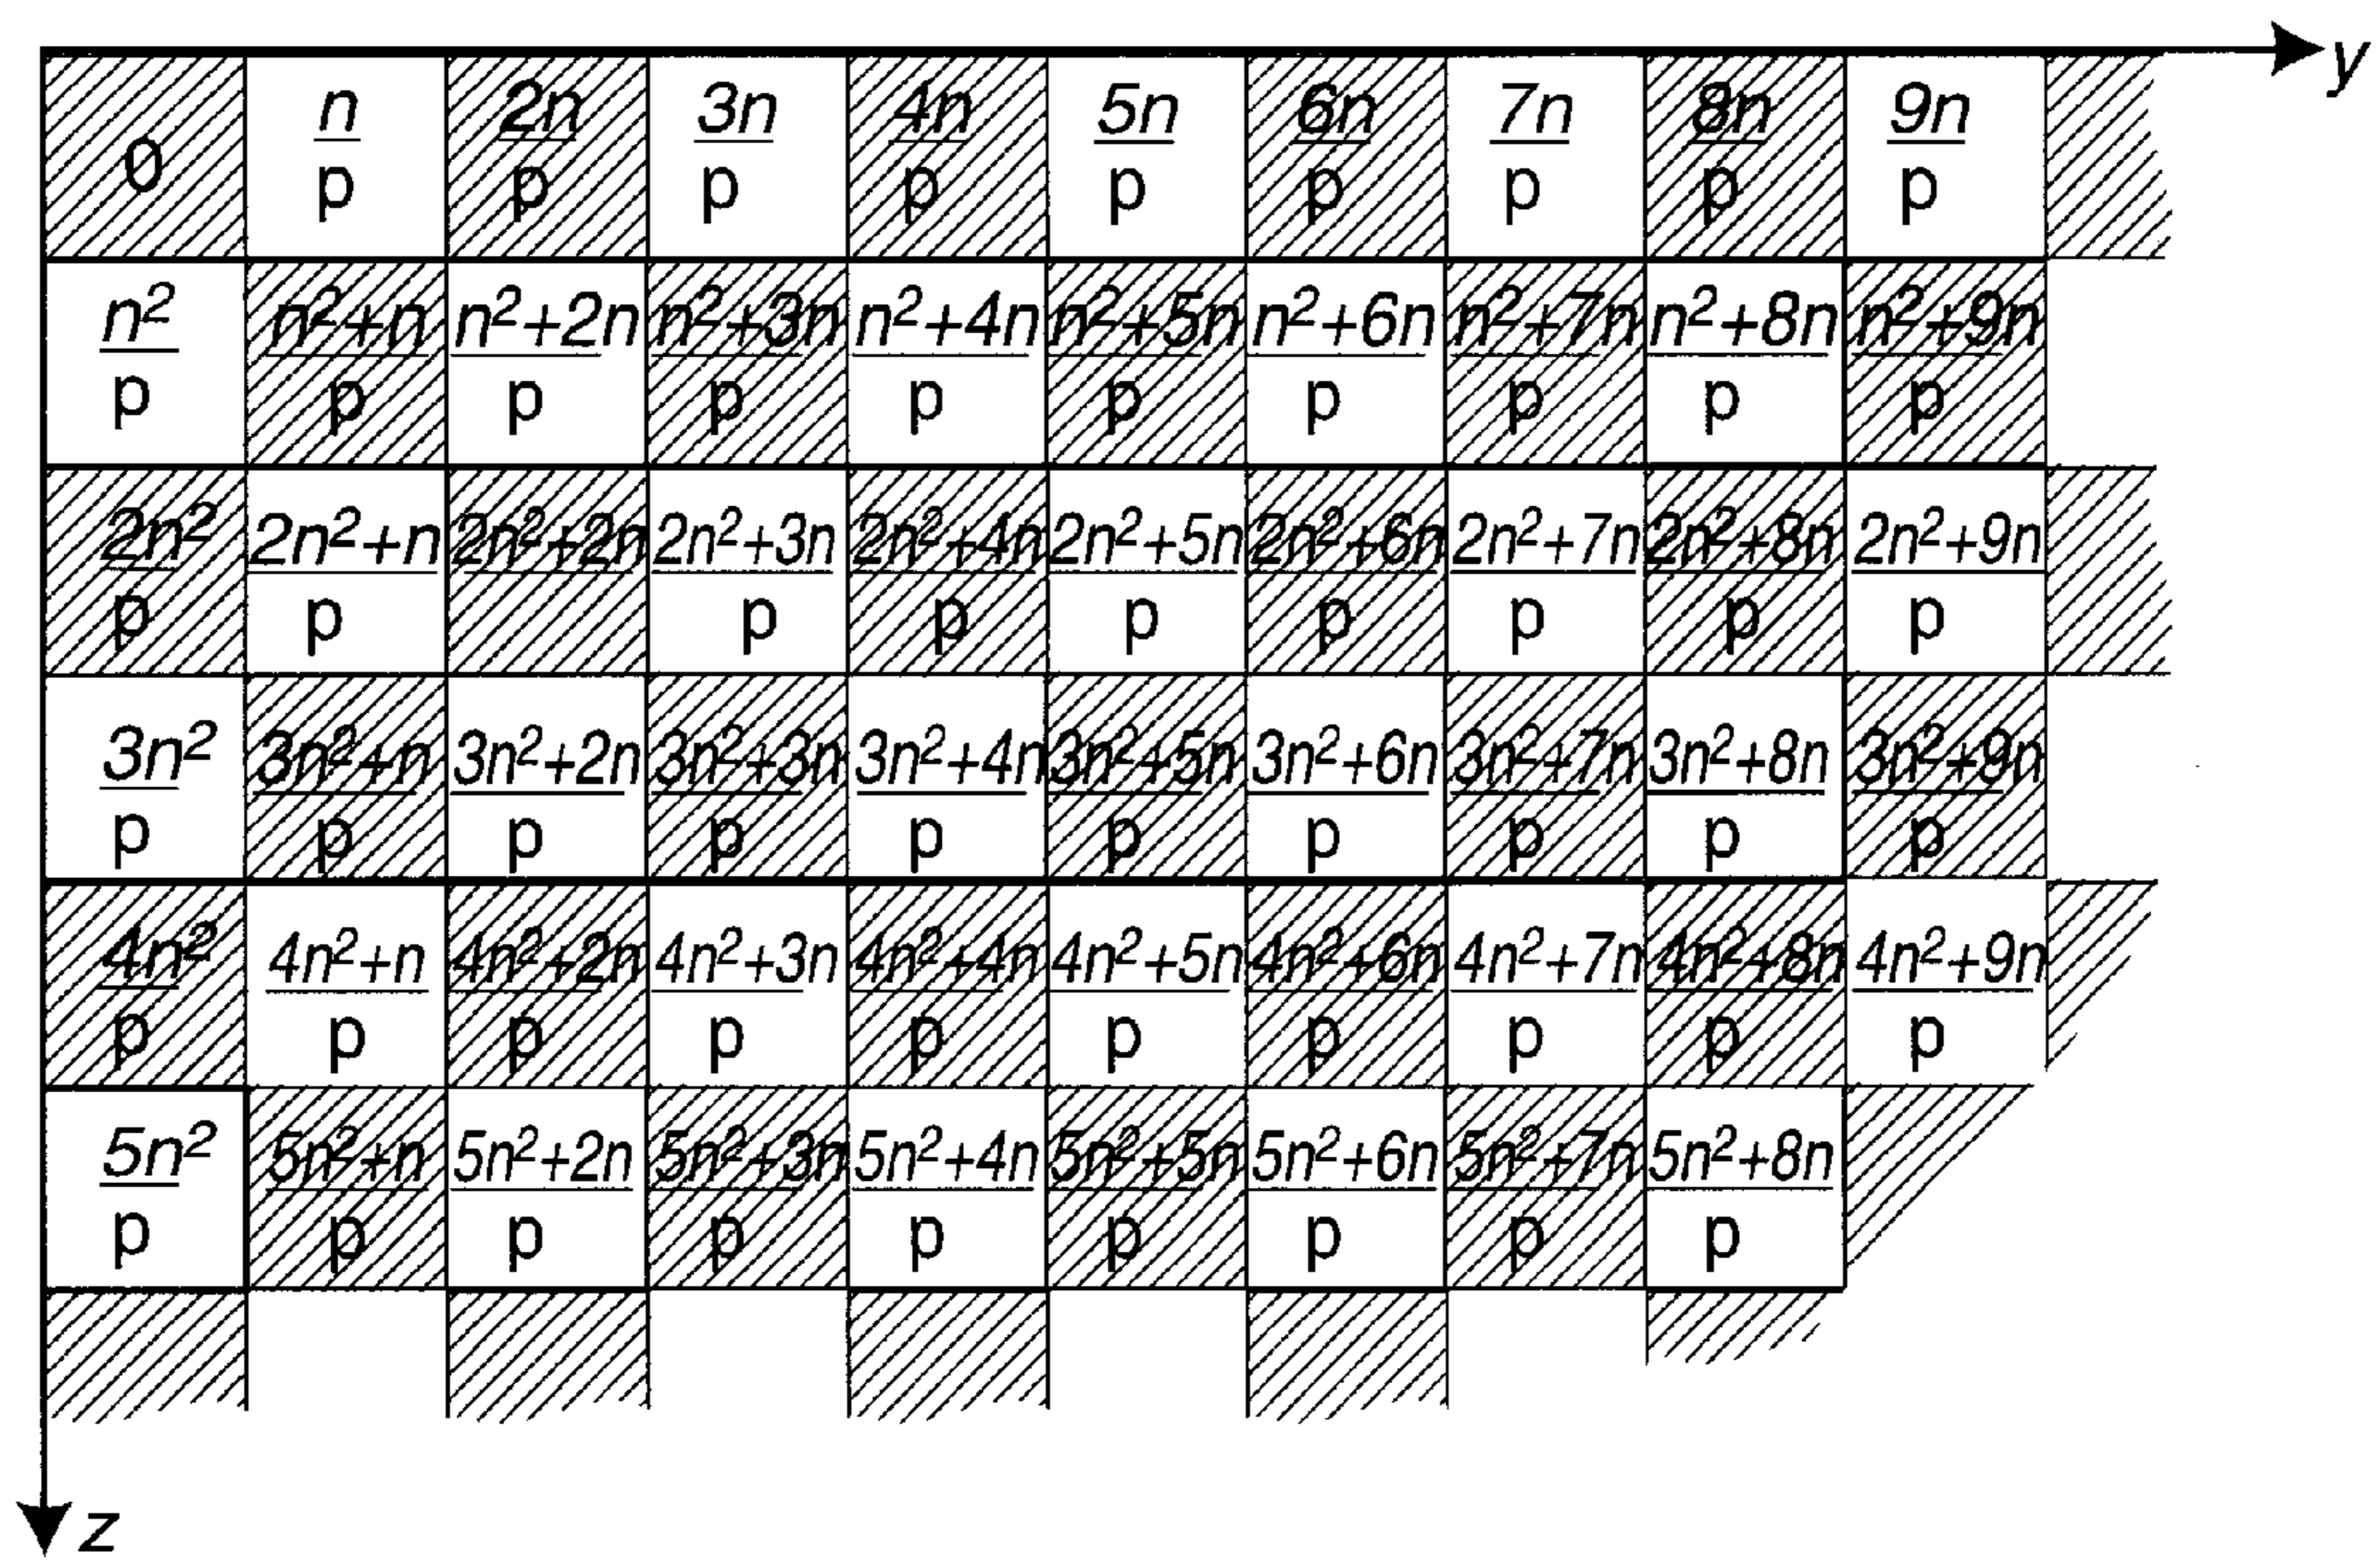 y
n 2n 3n 4n 5n 6n 7n 8n 9n
0 p p p p p p p p p
n² n²+n n²+2n n²+3n n²+4n n²+5n n²+6n n²+7n n²+8n n²+9n
p p p p p p p p p p
2n² 2n²+n 2n²+2n 2n²+3n 2n²+4n 2n²+5n 2n²+6n 2n²+7n 2n²+8n 2n²+9n
p p p p p p p p p
3n² 3n²+n 3n²+2n 3n²+3n 3n²+4n 3n²+5n 3n²+6n 3n²+7n 3n²+8n 3n²+9n
p p p p p p p p p p
4n² 4n²+n 4n²+2n 4n²+3n 4n²+4n 4n²+5n 4n²+6n 4n²+7n 4n²+8n 4n²+9n
p p p p p p p p p p
5n² 5n²+n 5n²+2n 5n²+3n 5n²+4n 5n²+5n 5n²+6n 5n²+7n 5n²+8n
p p p p p p p p p
z